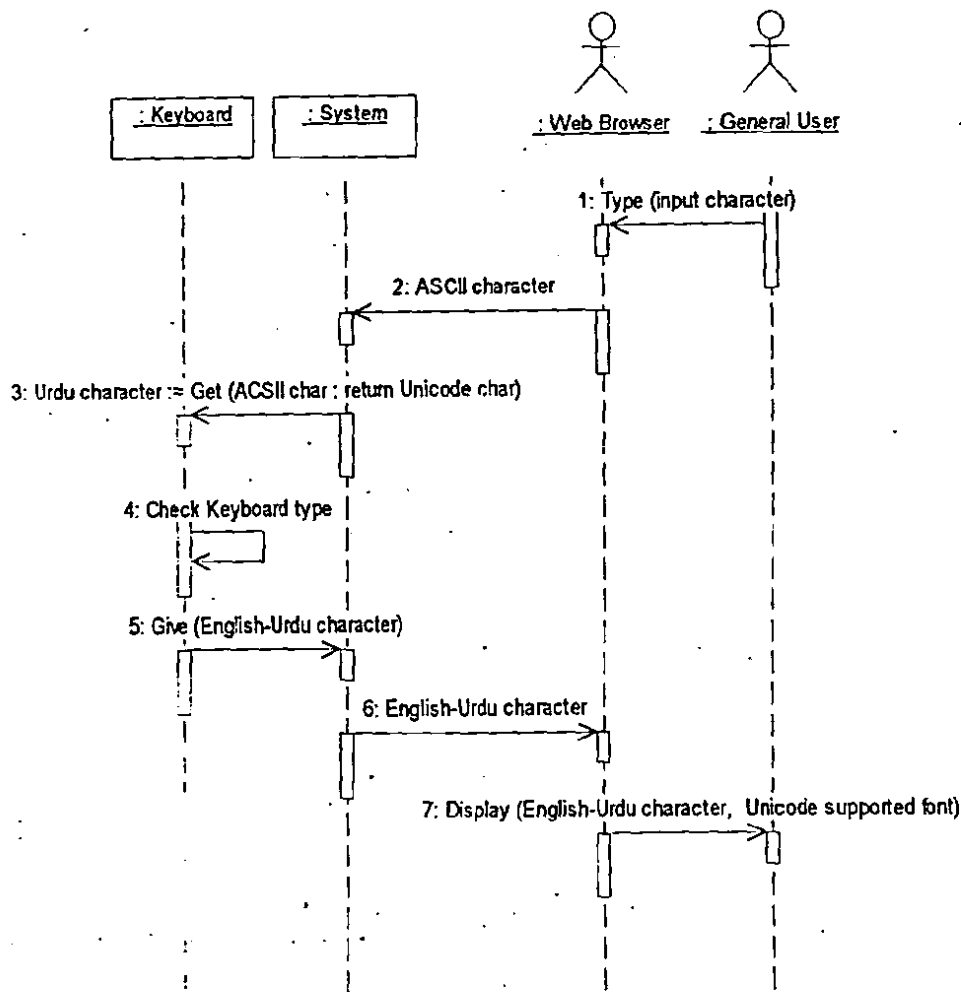 : Keyboard
: System
: Web Browser
: General User
1: Type (input character)
2: ASCII character
3: Urdu character := Get (ACSII char : return Unicode char)
4: Check Keyboard type
5: Give (English-Urdu character)
6: English-Urdu character
7: Display (English-Urdu character, Unicode supported font)